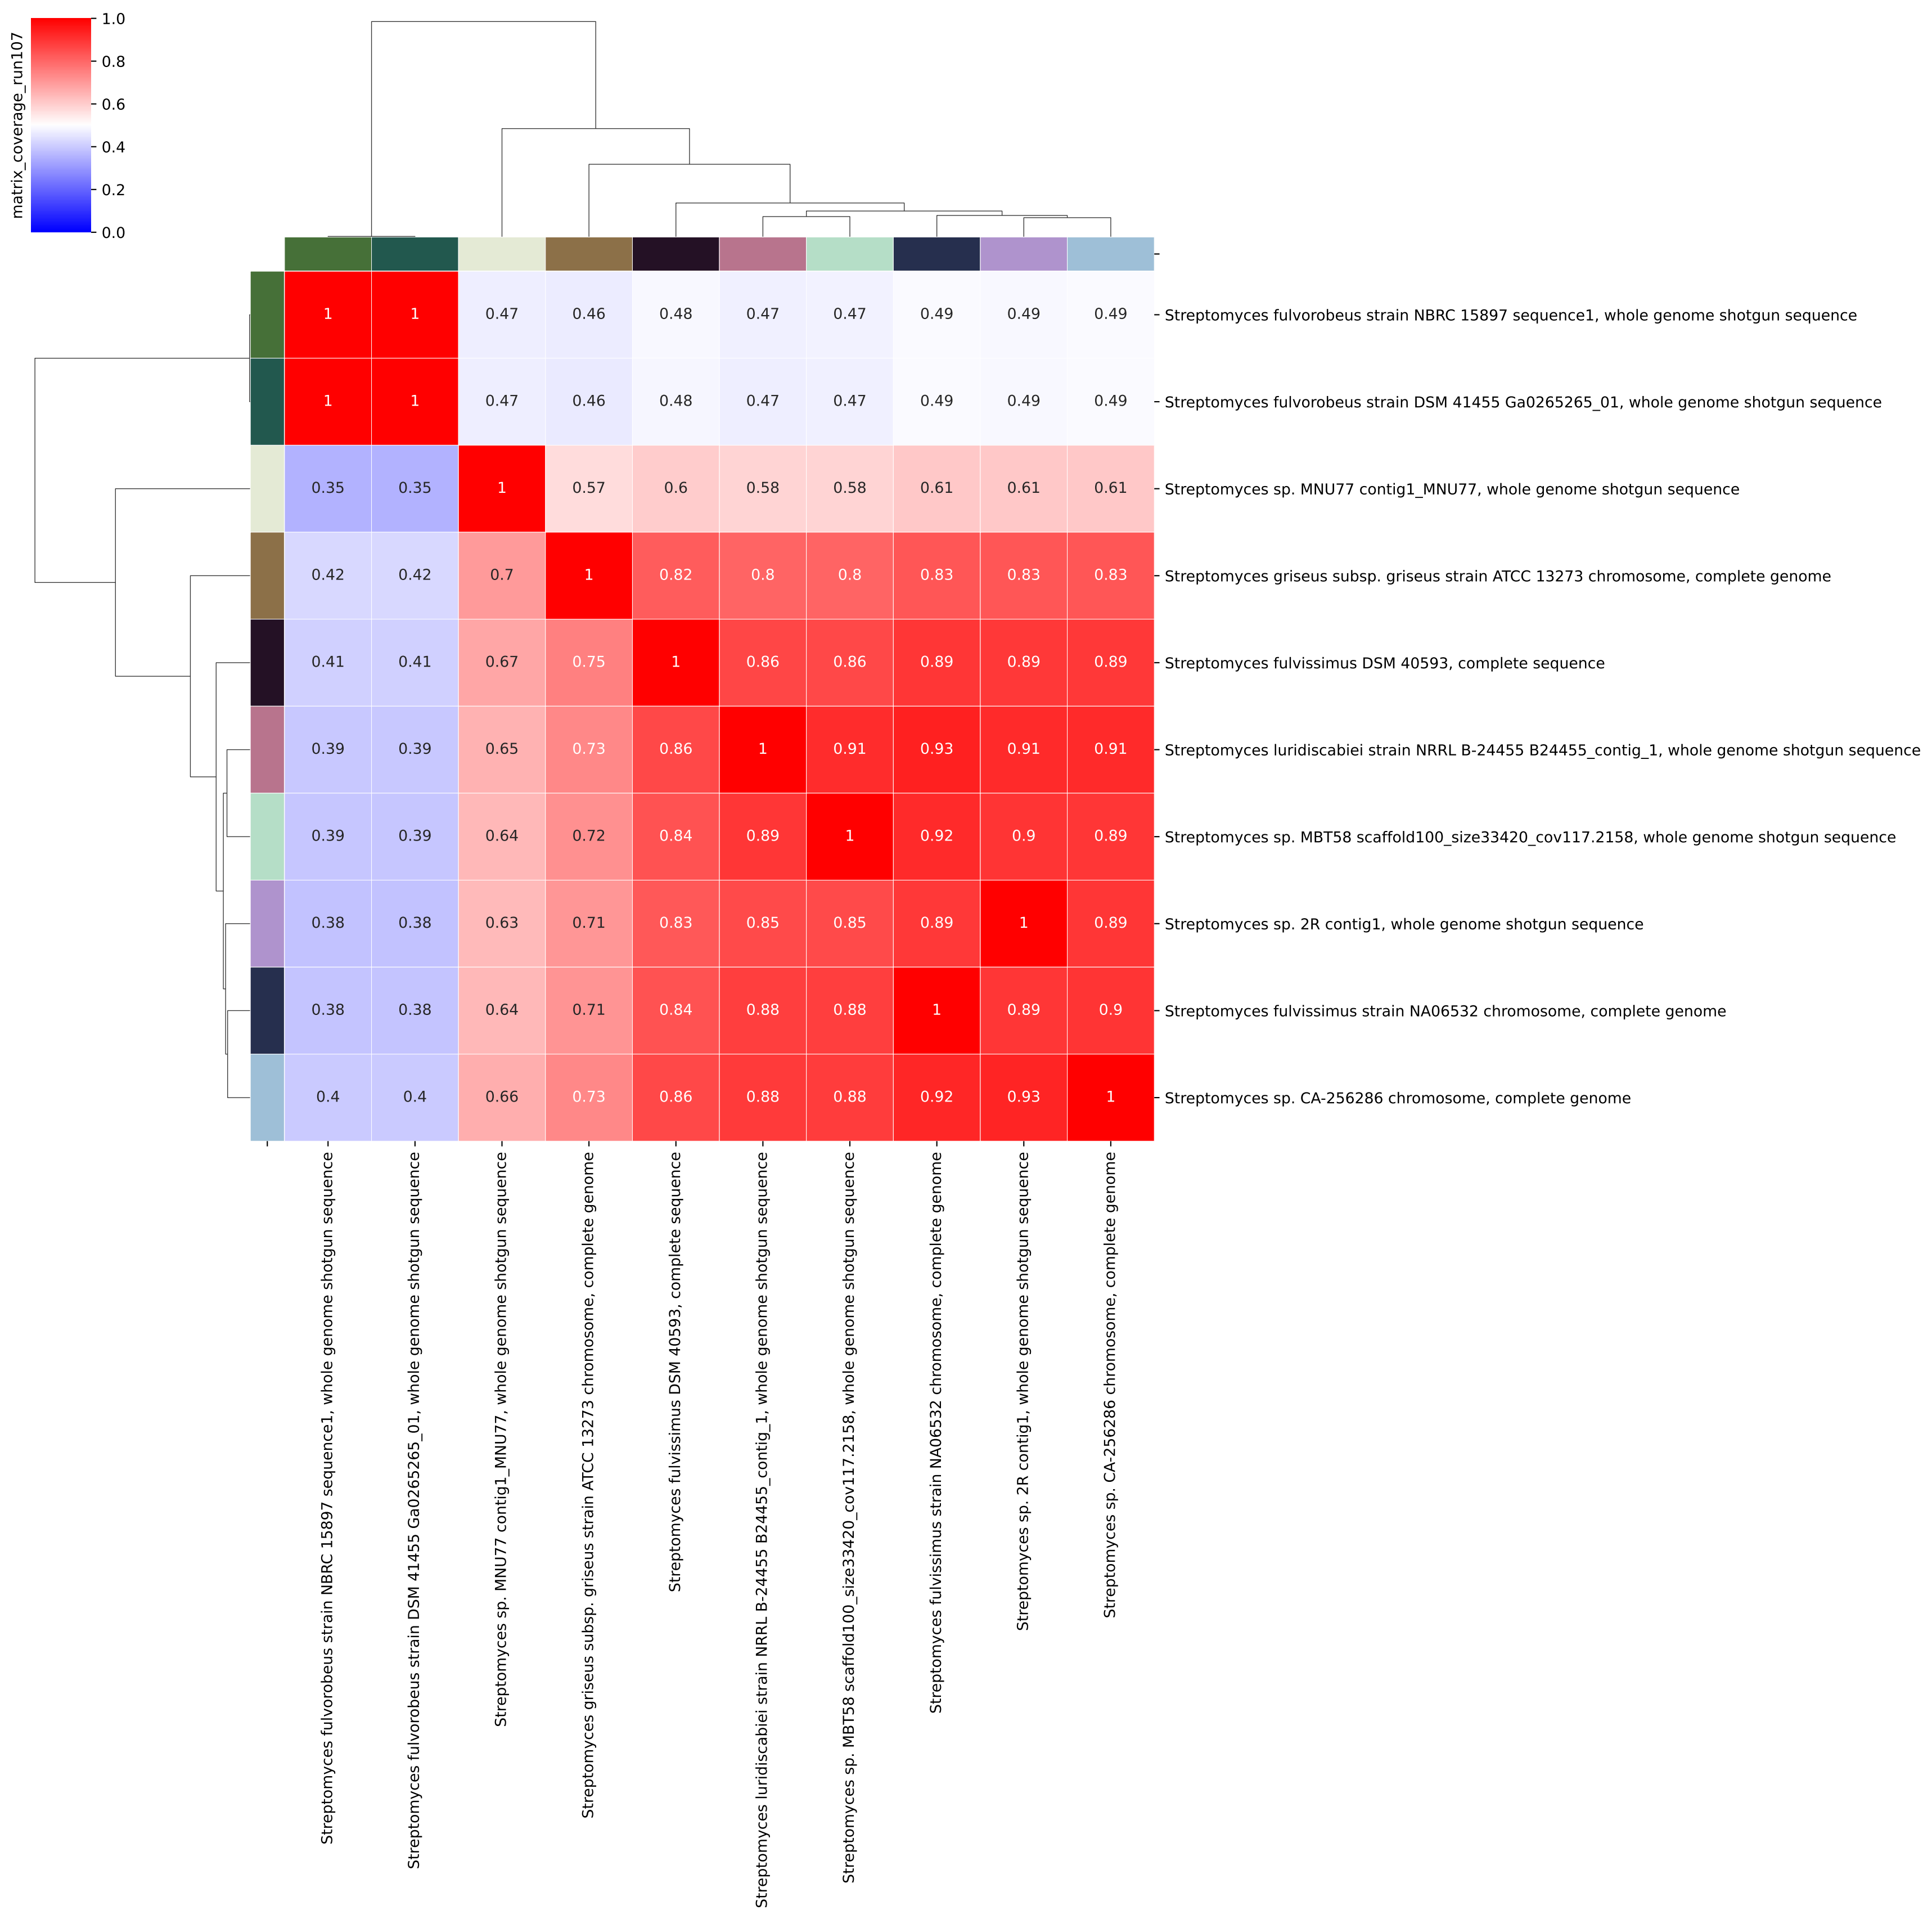 matrix_coverage_run107
1.0
0.8
0.6
0.4
0.2
0.0
1 1 0.47 0.46 0.48 0.47 0.47 0.49 0.49 0.49 Streptomyces fulvorobeus strain NBRC 15897 sequence1, whole genome shotgun sequence
1 1 0.47 0.46 0.48 0.47 0.47 0.49 0.49 0.49 Streptomyces fulvorobeus strain DSM 41455 Ga0265265_01, whole genome shotgun sequence
0.35 0.35 1 0.57 0.6 0.58 0.58 0.61 0.61 0.61 Streptomyces sp. MNU77 contig1_MNU77, whole genome shotgun sequence
0.42 0.42 0.7 1 0.82 0.8 0.8 0.83 0.83 0.83 Streptomyces griseus subsp. griseus strain ATCC 13273 chromosome, complete genome
0.41 0.41 0.67 0.75 1 0.86 0.86 0.89 0.89 0.89 Streptomyces fulvissimus DSM 40593, complete sequence
0.39 0.39 0.65 0.73 0.86 1 0.91 0.93 0.91 0.91 Streptomyces luridiscabiei strain NRRL B-24455 B24455_contig_1, whole genome shotgun sequence
0.39 0.39 0.64 0.72 0.84 0.89 1 0.92 0.9 0.89 Streptomyces sp. MBT58 scaffold100_size33420_cov117.2158, whole genome shotgun sequence
0.38 0.38 0.63 0.71 0.83 0.85 0.85 0.89 1 0.89 Streptomyces sp. 2R contig1, whole genome shotgun sequence
0.38 0.38 0.64 0.71 0.84 0.88 0.88 1 0.89 0.9 Streptomyces fulvissimus strain NA06532 chromosome, complete genome
0.4 0.4 0.66 0.73 0.86 0.88 0.88 0.92 0.93 1 Streptomyces sp. CA-256286 chromosome, complete genome
Streptomyces fulvorobeus strain NBRC 15897 sequence1, whole genome shotgun sequence
Streptomyces fulvorobeus strain DSM 41455 Ga0265265_01, whole genome shotgun sequence
Streptomyces sp. MNU77 contig1_MNU77, whole genome shotgun sequence
Streptomyces griseus subsp. griseus strain ATCC 13273 chromosome, complete genome
Streptomyces fulvissimus DSM 40593, complete sequence
Streptomyces luridiscabiei strain NRRL B-24455 B24455_contig_1, whole genome shotgun sequence
Streptomyces sp. MBT58 scaffold100_size33420_cov117.2158, whole genome shotgun sequence
Streptomyces fulvissimus strain NA06532 chromosome, complete genome
Streptomyces sp. 2R contig1, whole genome shotgun sequence
Streptomyces sp. CA-256286 chromosome, complete genome